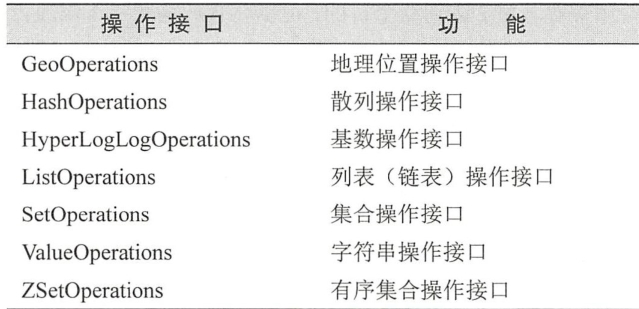 操作接口 功能
GeoOperations 地理位置操作接口
HashOperations 散列操作接口
HyperLogLogOperations 基数操作接口
ListOperations 列表（链表）操作接口
SetOperations 集合操作接口
ValueOperations 字符串操作接口
ZSetOperations 有序集合操作接口